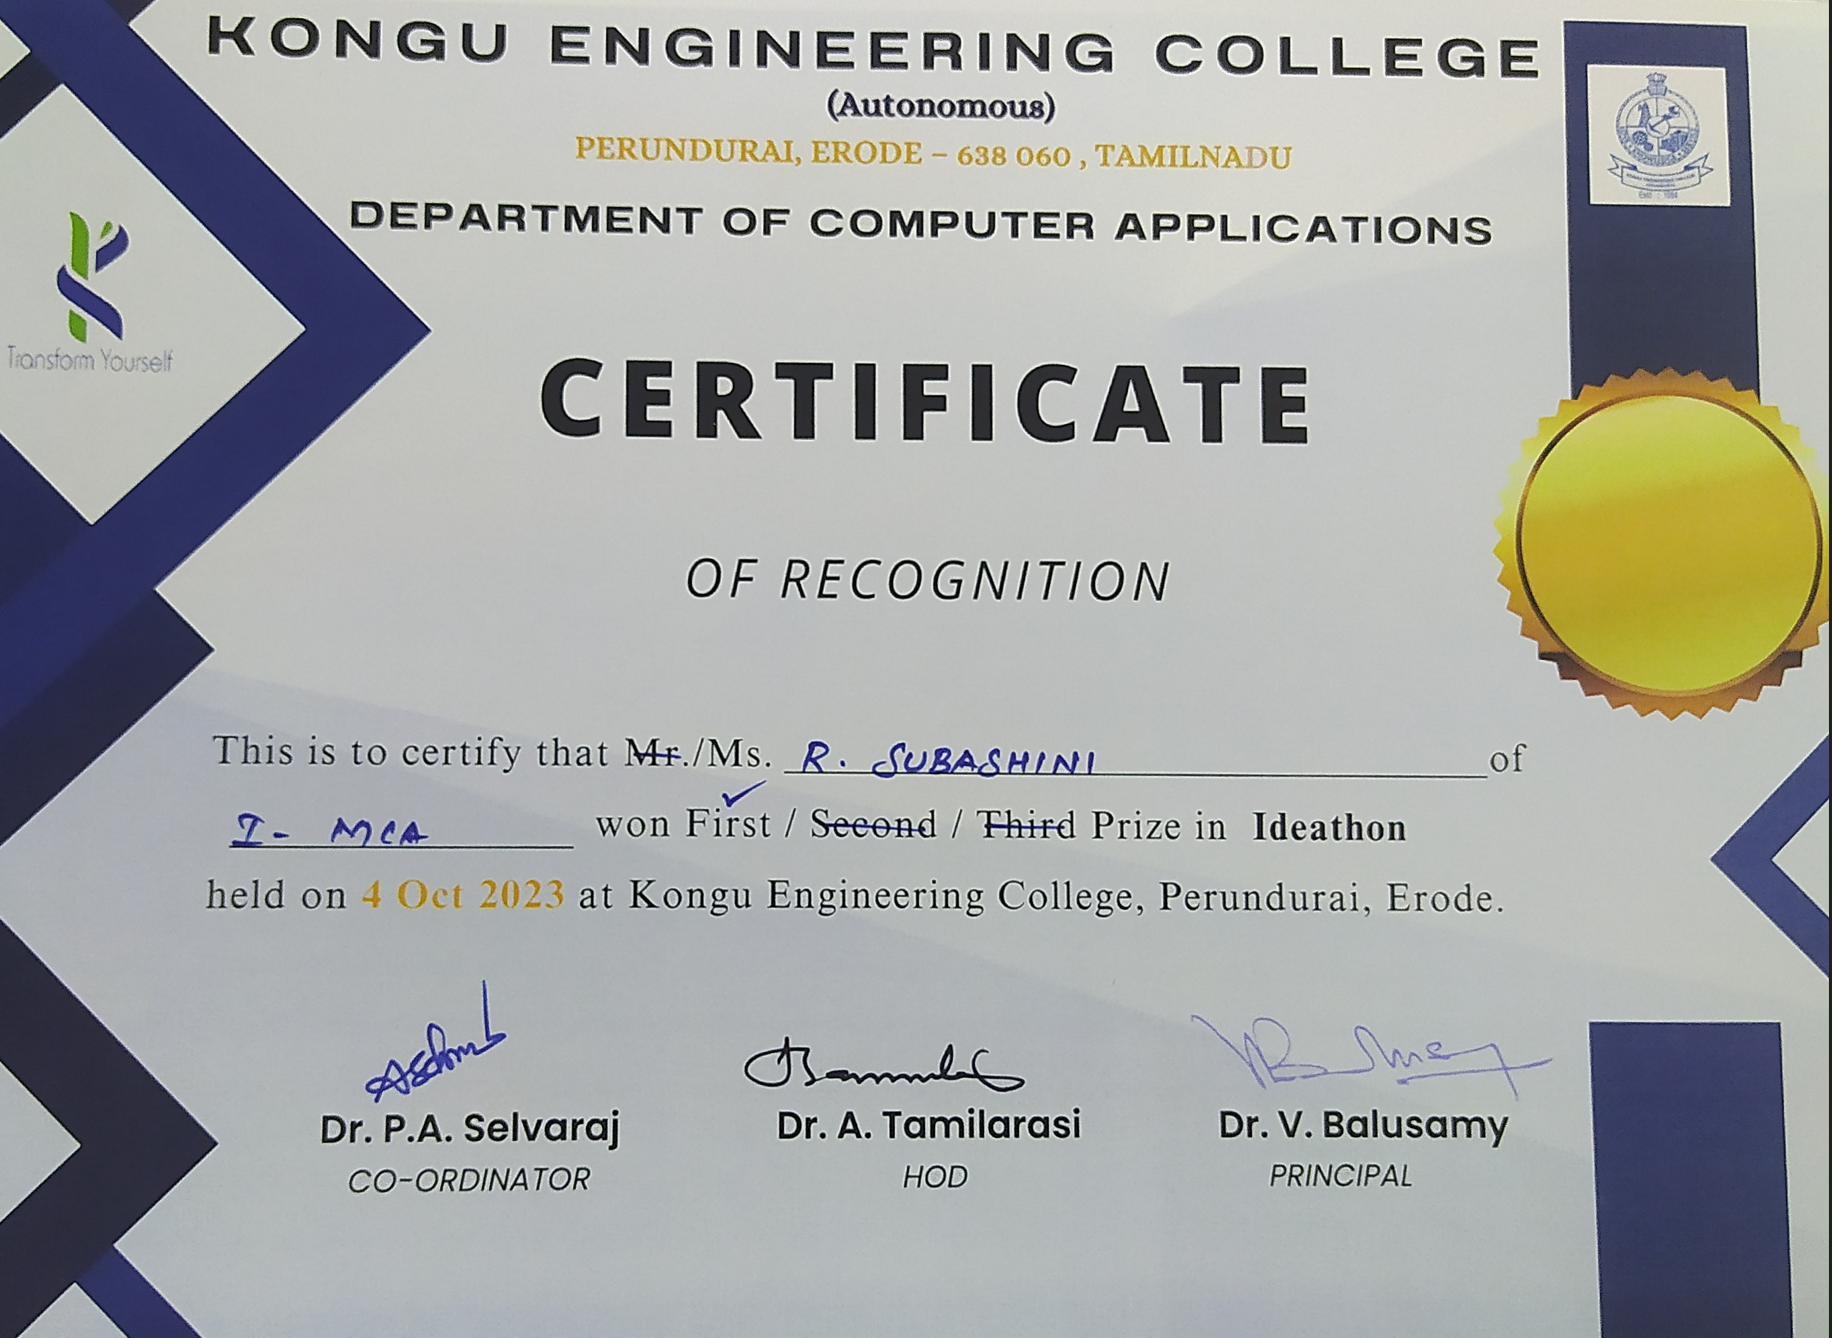 KONGU ENGINEERING COLLEGE
(Autonomous)
PERUNDURAI, ERODE – 638 060 , TAMILNADU
DEPARTMENT OF COMPUTER APPLICATIONS
Transform Yourself
CERTIFICATE
OF RECOGNITION
This is to certify that Mr./Ms. R. SUBASHINI of
I - MCA won First / Second / Third Prize in Ideathon
held on 4 Oct 2023 at Kongu Engineering College, Perundurai, Erode.
Dr. P.A. Selvaraj Dr. A. Tamilarasi Dr. V. Balusamy
CO-ORDINATOR HOD PRINCIPAL